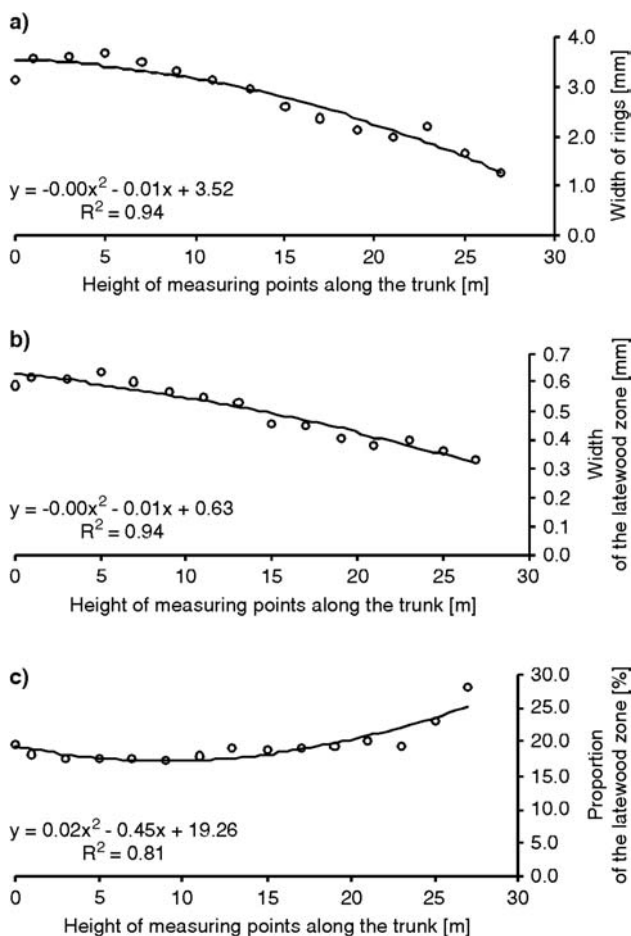 a)
4.0
3.0
2.0
1.0
0.0
Width of rings [mm]
y = -0.00x² - 0.01x + 3.52
R² = 0.94
0 5 10 15 20 25 30
Height of measuring points along the trunk [m]
b)
0.7
0.6
0.5
0.4
0.3
0.2
0.1
0.0
Width
of the latewood zone [mm]
y = -0.00x² - 0.01x + 0.63
R² = 0.94
0 5 10 15 20 25 30
Height of measuring points along the trunk [m]
c)
30.0
25.0
20.0
15.0
10.0
5.0
0.0
Proportion
of the latewood zone [%]
y = 0.02x² - 0.45x + 19.26
R² = 0.81
0 5 10 15 20 25 30
Height of measuring points along the trunk [m]